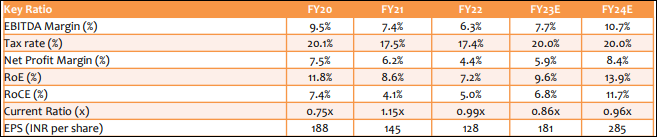 Key Ratio FY20 FY21 FY22 FY23E FY24E
EBITDA Margin (%) 9.5% 7.4% 6.3% 7.7% 10.7%
Tax rate (%) 20.1% 17.5% 17.4% 20.0% 20.0%
Net Profit Margin (%) 7.5% 6.2% 4.4% 5.9% 8.4%
RoE (%) 11.8% 8.6% 7.2% 9.6% 13.9%
RoCE (%) 7.4% 4.1% 5.0% 6.8% 11.7%
Current Ratio (x) 0.75x 1.15x 0.99x 0.86x 0.96x
EPS (INR per share) 188 145 128 181 285